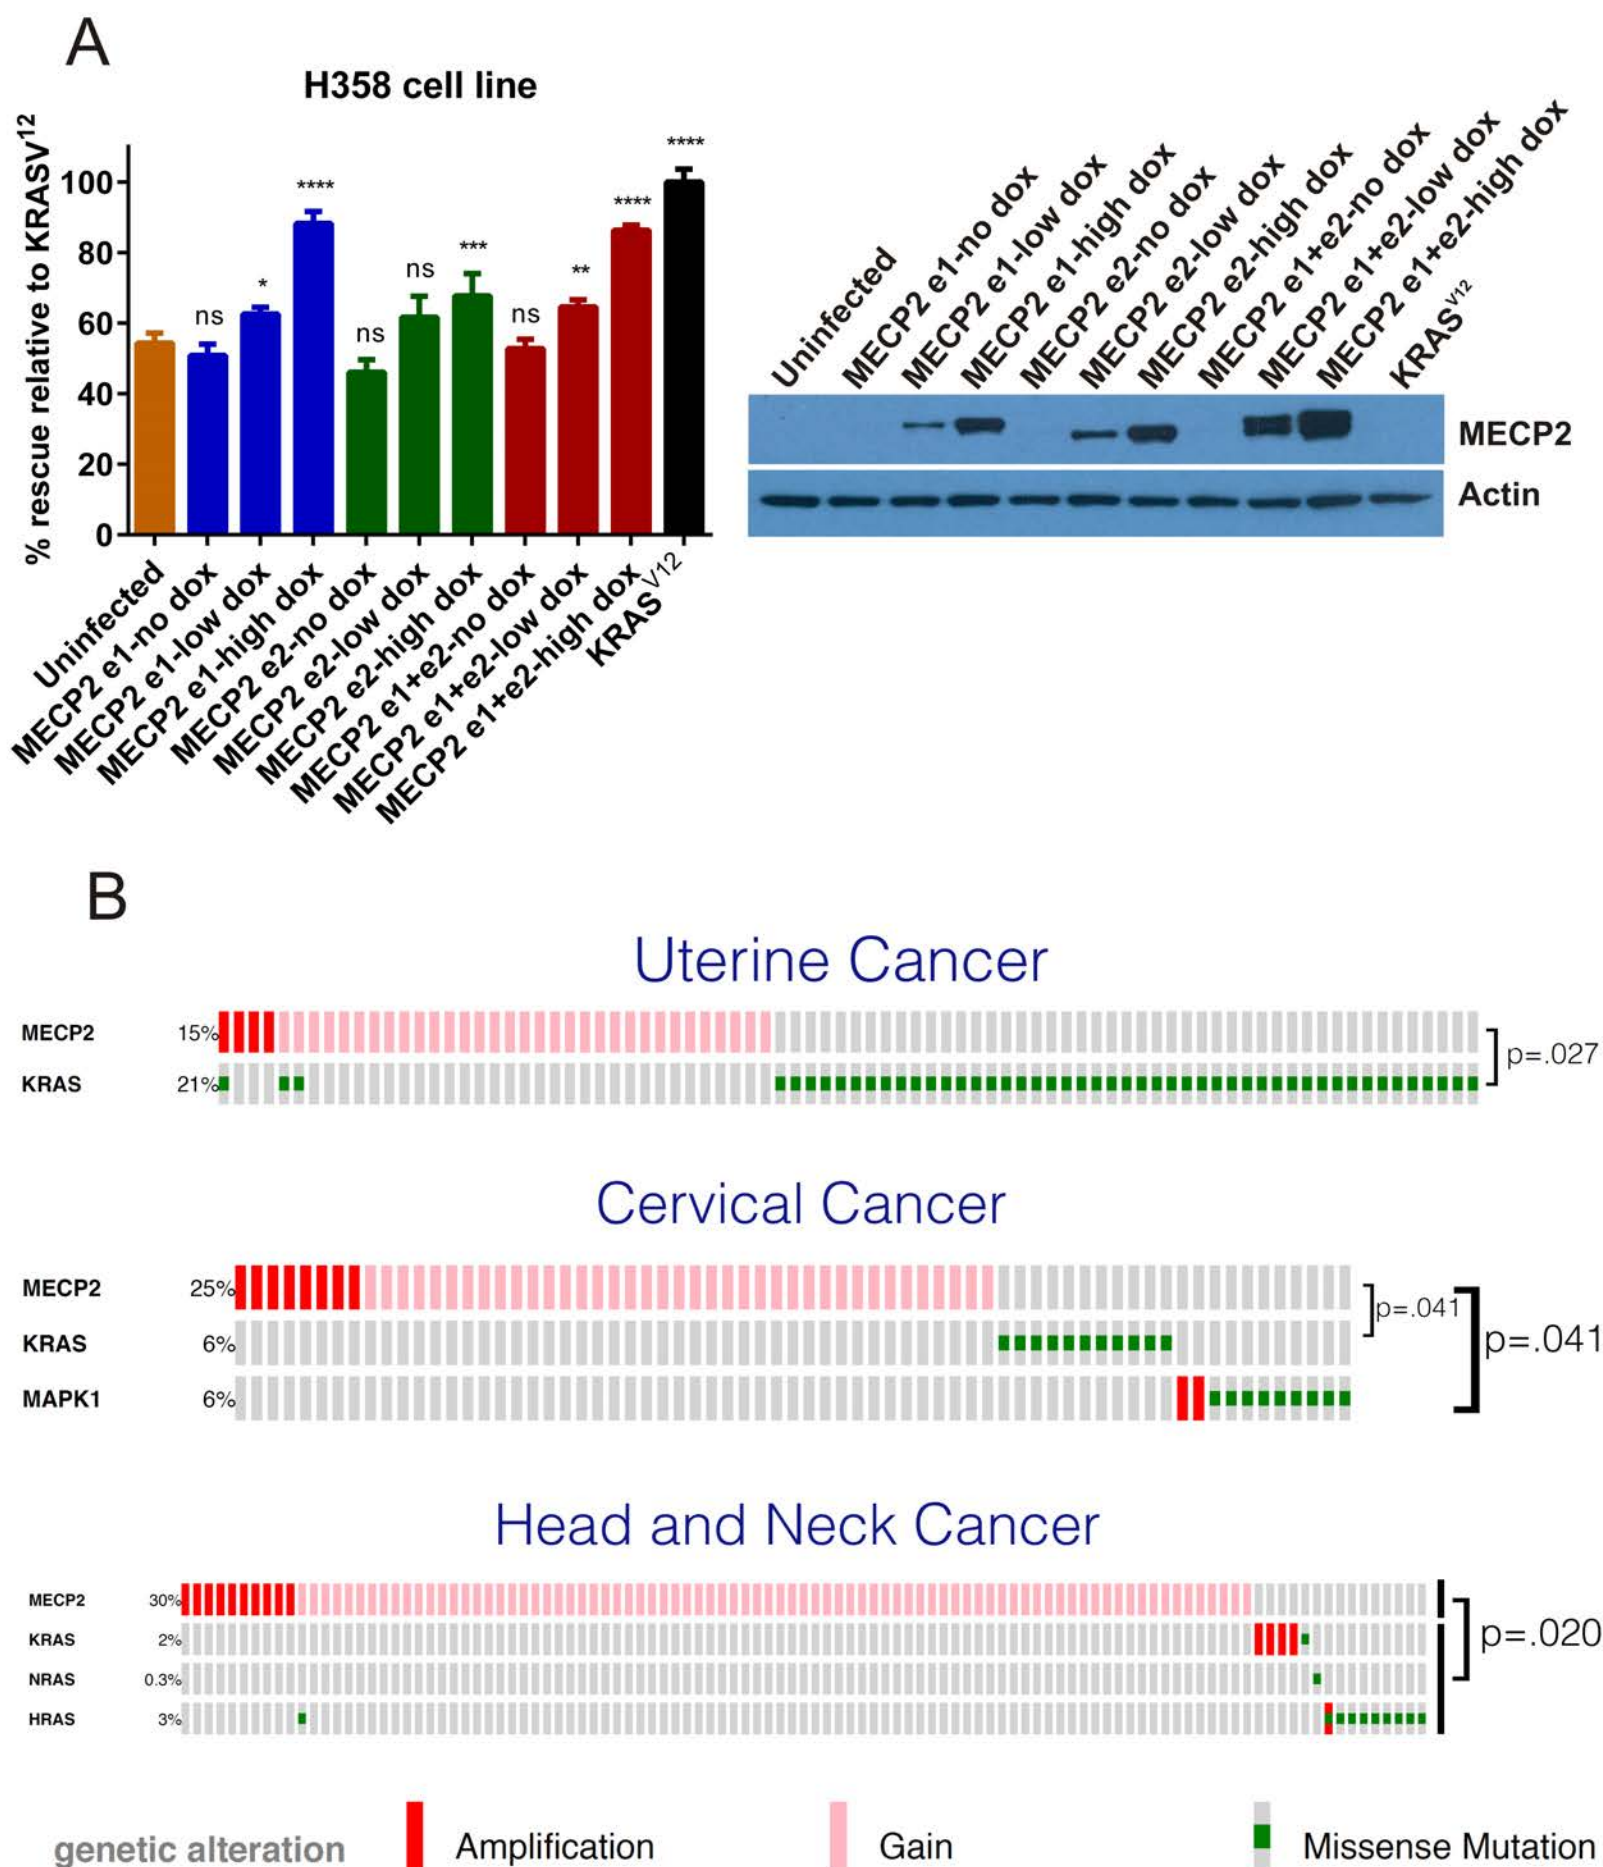 A
H358 cell line
% rescue relative to KRASV12
100
80
60
40
20
0
ns
*
****
ns
ns
***
ns
**
****
****
Uninfected
MECP2 e1-no dox
MECP2 e1-low dox
MECP2 e1-high dox
MECP2 e2-no dox
MECP2 e2-low dox
MECP2 e2-high dox
MECP2 e1+e2-no dox
MECP2 e1+e2-low dox
MECP2 e1+e2-high dox
KRASV12
Uninfected
MECP2 e1-no dox
MECP2 e1-low dox
MECP2 e1-high dox
MECP2 e2-no dox
MECP2 e2-low dox
MECP2 e2-high dox
MECP2 e1+e2-no dox
MECP2 e1+e2-low dox
MECP2 e1+e2-high dox
KRASV12
MECP2
Actin
B
Uterine Cancer
MECP2 15%
KRAS 21%
p=.027
Cervical Cancer
MECP2 25%
KRAS 6%
MAPK1 6%
p=.041
p=.041
Head and Neck Cancer
MECP2 30%
KRAS 2%
NRAS 0.3%
HRAS 3%
p=.020
genetic alteration Amplification Gain Missense Mutation